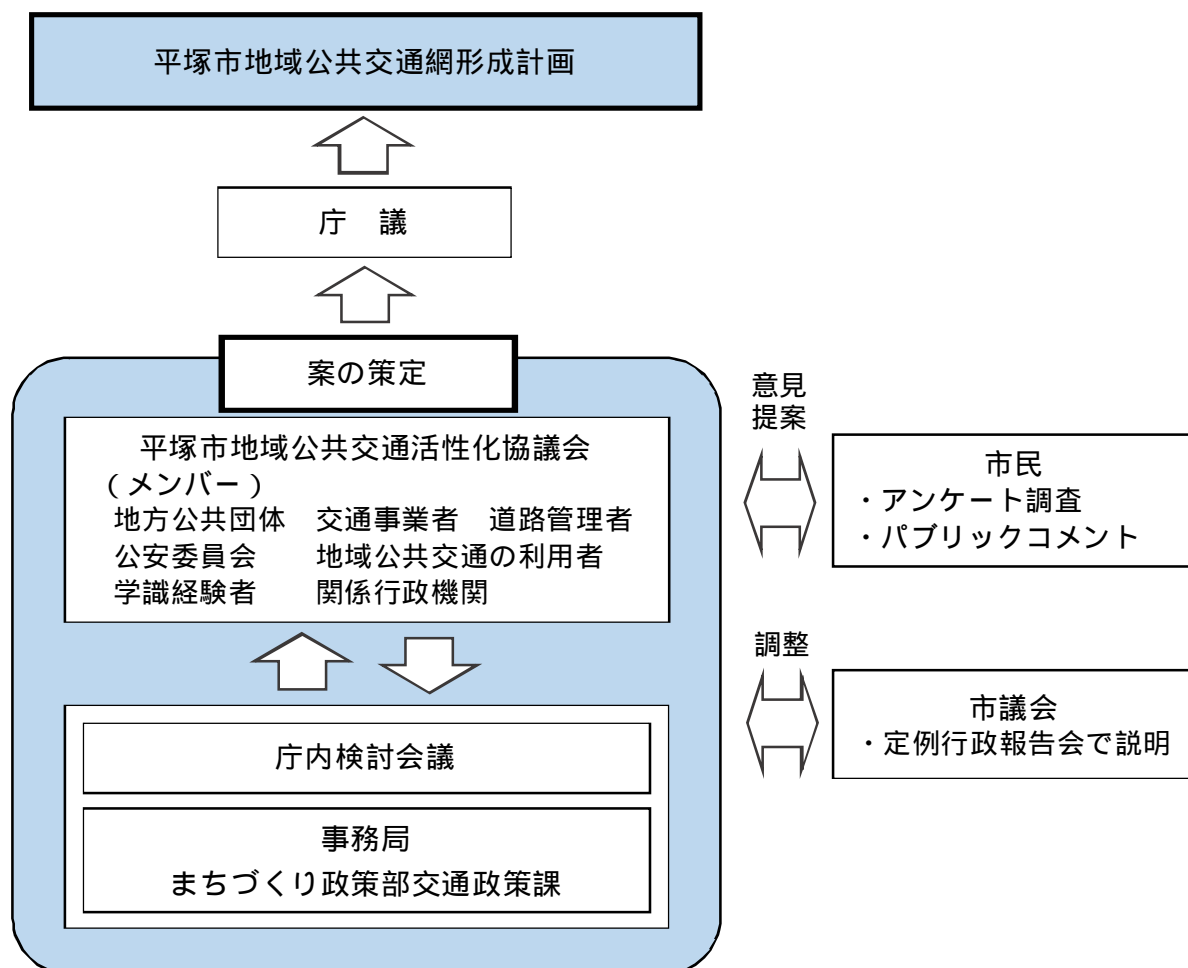 平塚市地域公共交通網形成計画
庁　議
案の策定
平塚市地域公共交通活性化協議会
（メンバー）
地方公共団体　交通事業者　道路管理者
公安委員会　　地域公共交通の利用者
学識経験者　　関係行政機関
庁内検討会議
事務局
まちづくり政策部交通政策課
意見
提案
市民
・アンケート調査
・パブリックコメント
調整
市議会
・定例行政報告会で説明